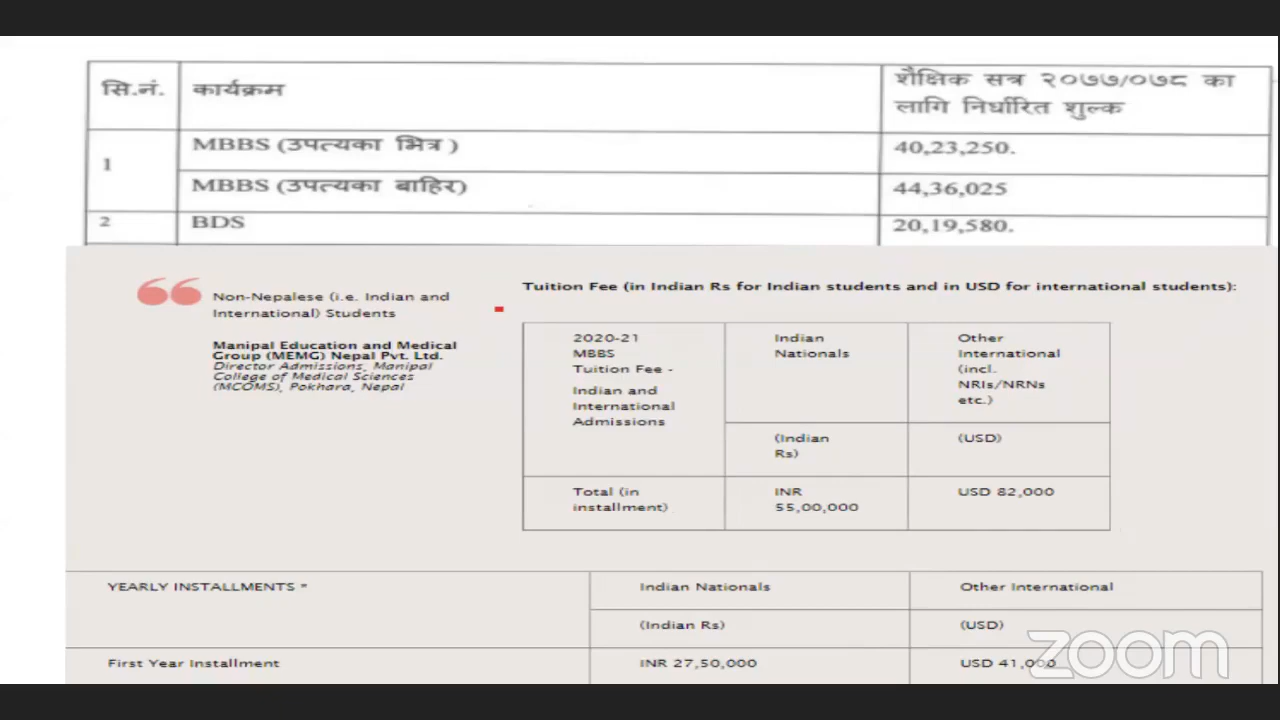 सि.नं.
कार्यक्रम
शैक्षिक सत्र २०७७/०७८ का
लागि निर्धारित शुल्क
1
MBBS (उपत्यका भित्र )
40,23,250.
MBBS (उपत्यका बाहिर)
44,36,025
2
BDS
20,19,580.
Non-Nepalese (i.e. Indian and
International) Students
Manipal Education and Medical
Group (MEMG) Nepal Pvt. Ltd.
Director Admissions, Manipal
College of Medical Sciences
(MCOMS), Pokhara, Nepal
Tuition Fee (in Indian Rs for Indian students and in USD for international students):
2020-21
MBBS
Tuition Fee -
Indian and
International
Admissions
Indian
Nationals
Other
International
(incl.
NRIs/NRNs
etc.)
(Indian
Rs)
(USD)
Total (in
installment)
INR
55,00,000
USD 82,000
YEARLY INSTALLMENTS *
Indian Nationals
Other International
(Indian Rs)
(USD)
First Year Installment
INR 27,50,000
USD 41,000
zoom